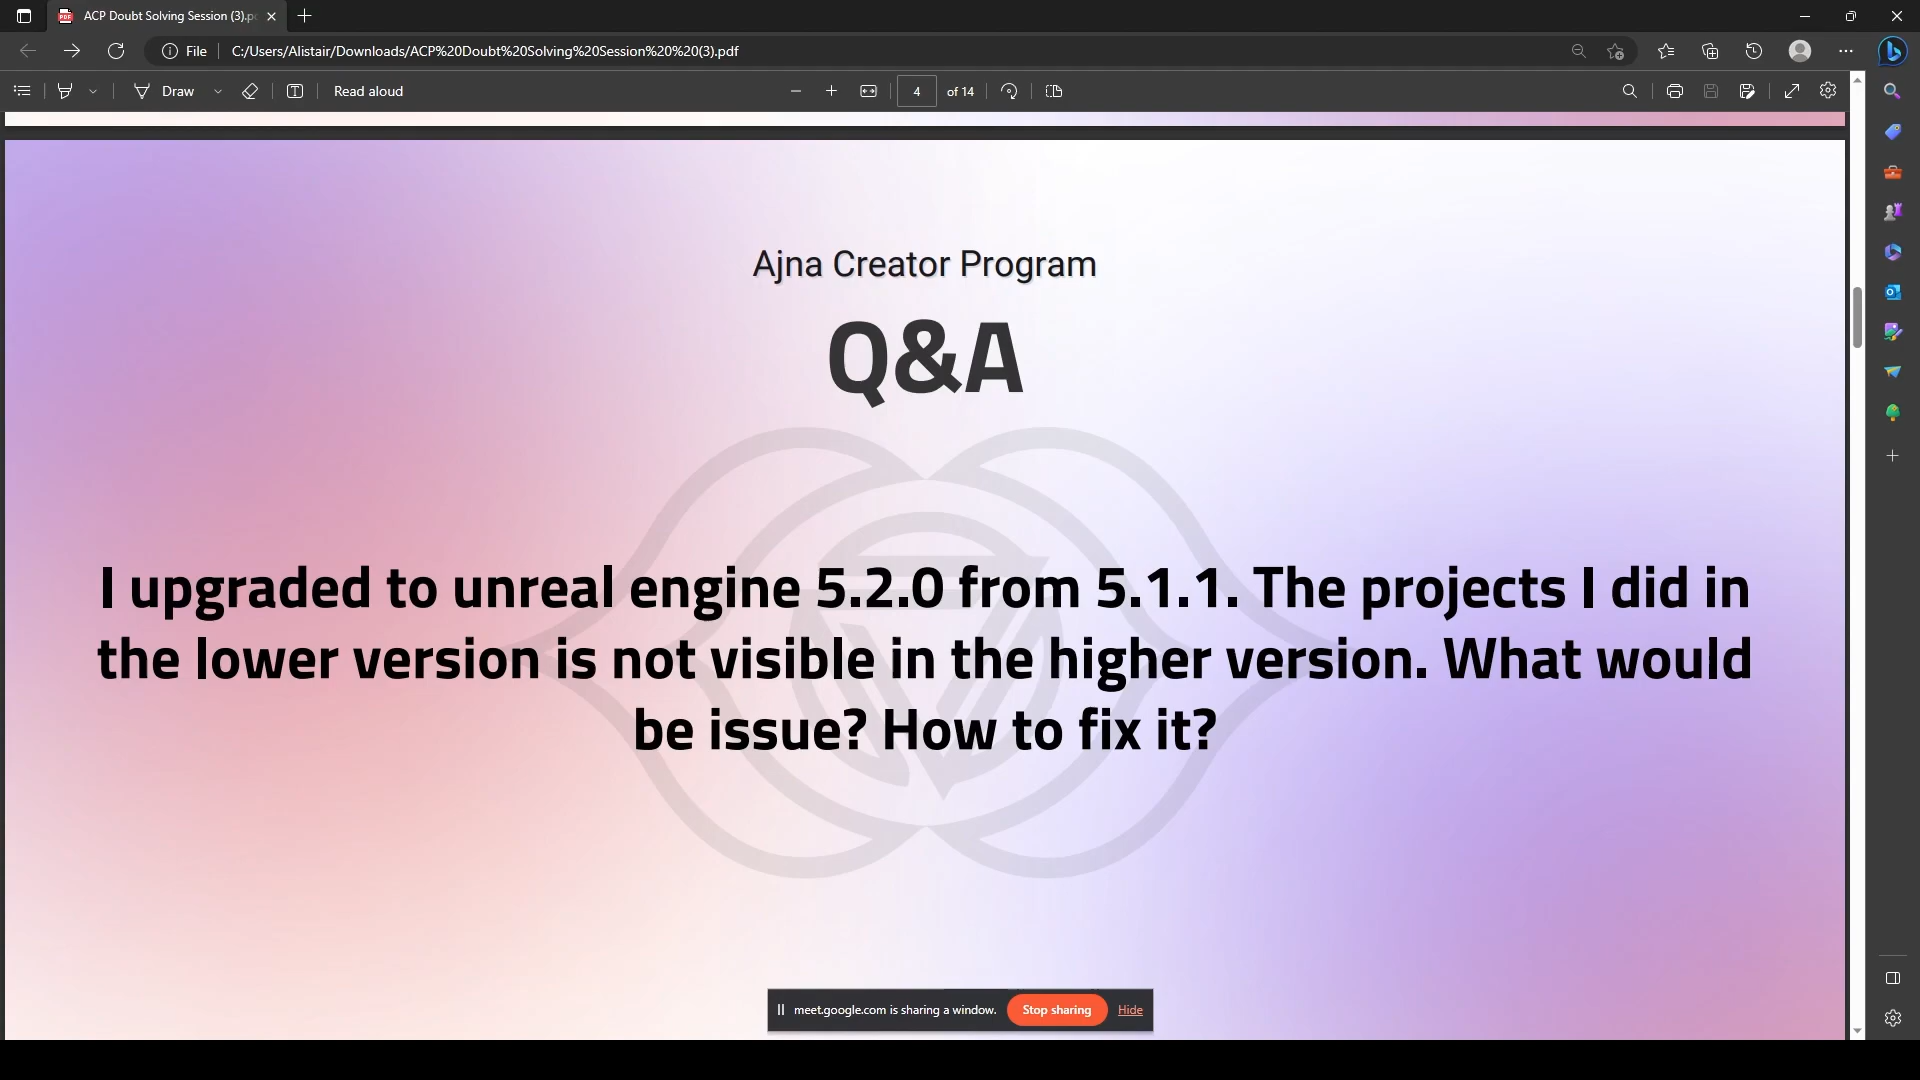 ACP Doubt Solving Session (3).p
File
C:/Users/Alistair/Downloads/ACP%20Doubt%20Solving%20Session%20%20(3).pdf
Draw
Read aloud
4
of 14
Ajna Creator Program
Q&A
I upgraded to unreal engine 5.2.0 from 5.1.1. The projects I did in
the lower version is not visible in the higher version. What would
be issue? How to fix it?
meet.google.com is sharing a window.
Stop sharing
Hide